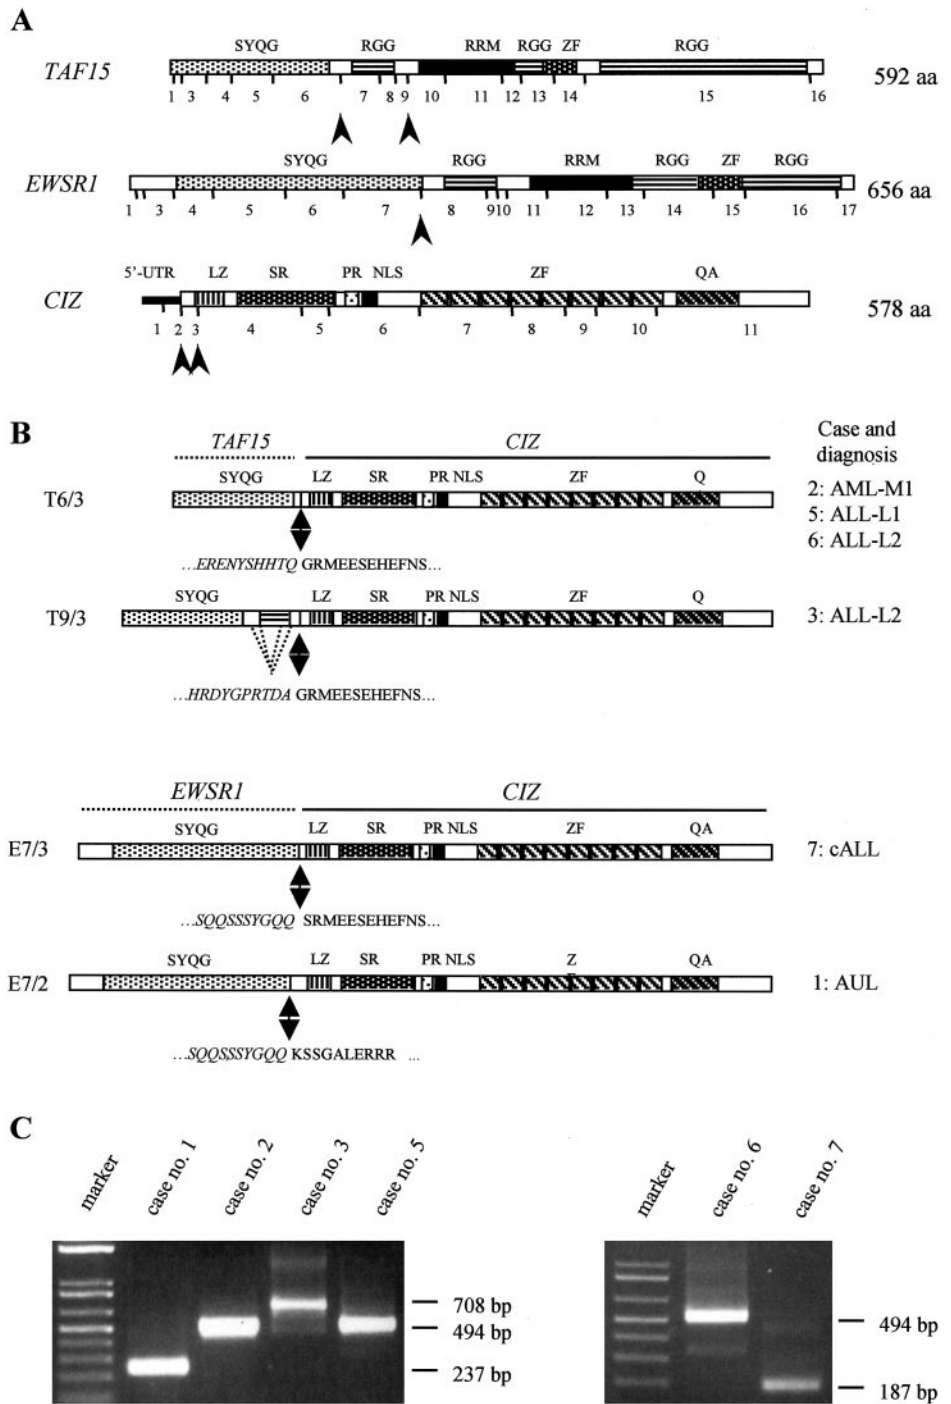 A
SYQG RGG RRM RGG ZF RGG
TAF15 592 aa
1 3 4 5 6 7 8 9 10 11 12 13 14 15 16
SYQG RGG RRM RGG ZF RGG
EWSR1 656 aa
1 3 4 5 6 7 8 9 10 11 12 13 14 15 16 17
5'-UTR LZ SR PR NLS ZF QA
CIZ 578 aa
1 2 3 4 5 6 7 8 9 10 11
B
TAF15 CIZ Case and
diagnosis
SYQG LZ SR PR NLS ZF Q
T6/3 2: AML-M1
5: ALL-L1
6: ALL-L2
...ERENYSHHTQ GRMEESEHEFNS...
SYQG LZ SR PR NLS ZF Q
T9/3 3: ALL-L2
...HRDYGPRTDA GRMEESEHEFNS...
EWSR1 CIZ
SYQG LZ SR PR NLS ZF QA
E7/3 7: cALL
...SQQSSSYGQQ SRMEESEHEFNS...
SYQG LZ SR PR NLS Z QA
E7/2 1: AUL
...SQQSSSYGQQ KSSGALERRR ...
C
marker case no. 1 case no. 2 case no. 3 case no. 5
708 bp
494 bp
237 bp
marker case no. 6 case no. 7
494 bp
187 bp